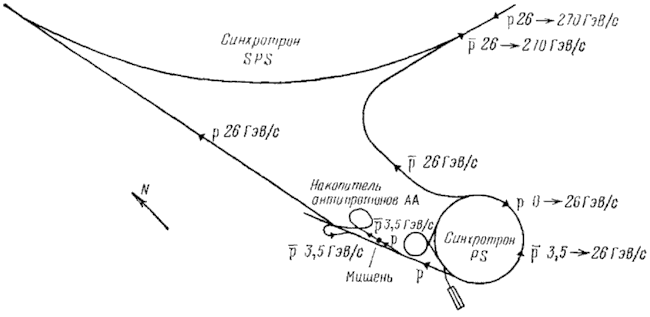 p 26 → 270 ГэВ/с
p̅ 26 → 270 ГэВ/с
Синхротрон
SPS
p 26 ГэВ/с
p̅ 26 ГэВ/с
N
Накопитель
антипротонов АА
p 0 → 26 ГэВ/с
p̅ 3,5 ГэВ/с
p
Синхротрон
PS
p̅ 3,5 ГэВ/с
p̅ 3,5 → 26 ГэВ/с
Мишень
p